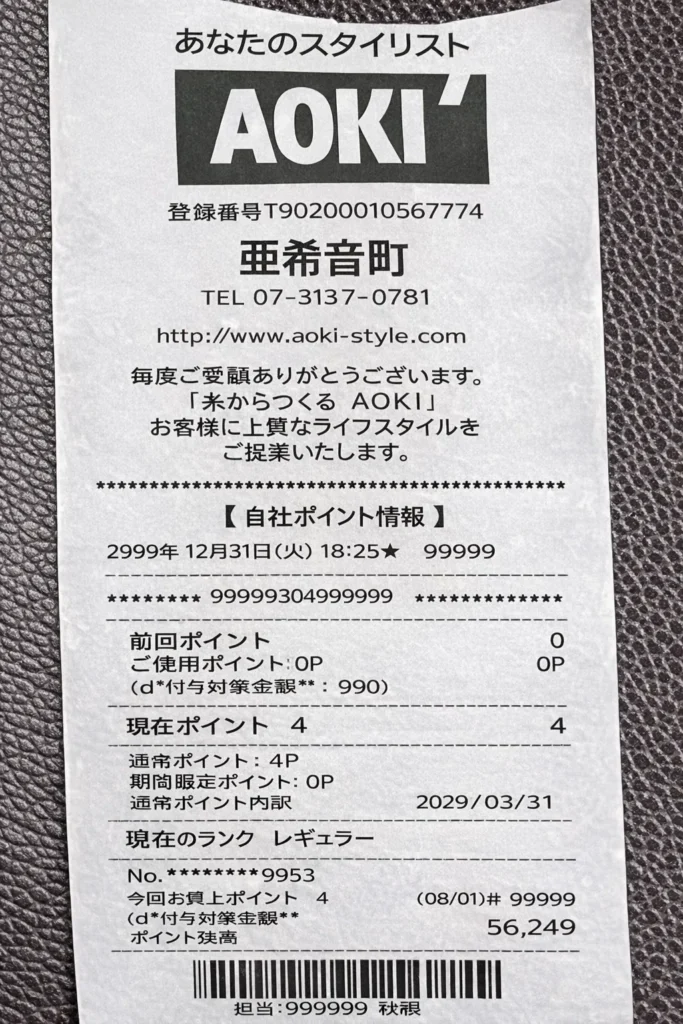 あなたのスタイリスト
AOKI'
登録番号T90200010567774
亜希音町
TEL 07-3137-0781
http://www.aoki-style.com
毎度ご受顧ありがとうございます。
「糸からつくる AOKI」
お客様に上質なライフスタイルを
ご提業いたします。
*********************************************
【 自社ポイント情報 】
2999年 12月31日(火) 18:25★ 99999
******** 99999304999999 *************
前回ポイント 0
ご使用ポイント:0P 0P
(d*付与対策金額**: 990)
現在ポイント 4 4
通常ポイント: 4P
期間限定ポイント: 0P
通常ポイント内訳 2029/03/31
現在のランク レギュラー
No.********9953
今回お買上ポイント 4 (08/01)# 99999
(d*付与対策金額**
ポイント残高 56,249
担当:999999